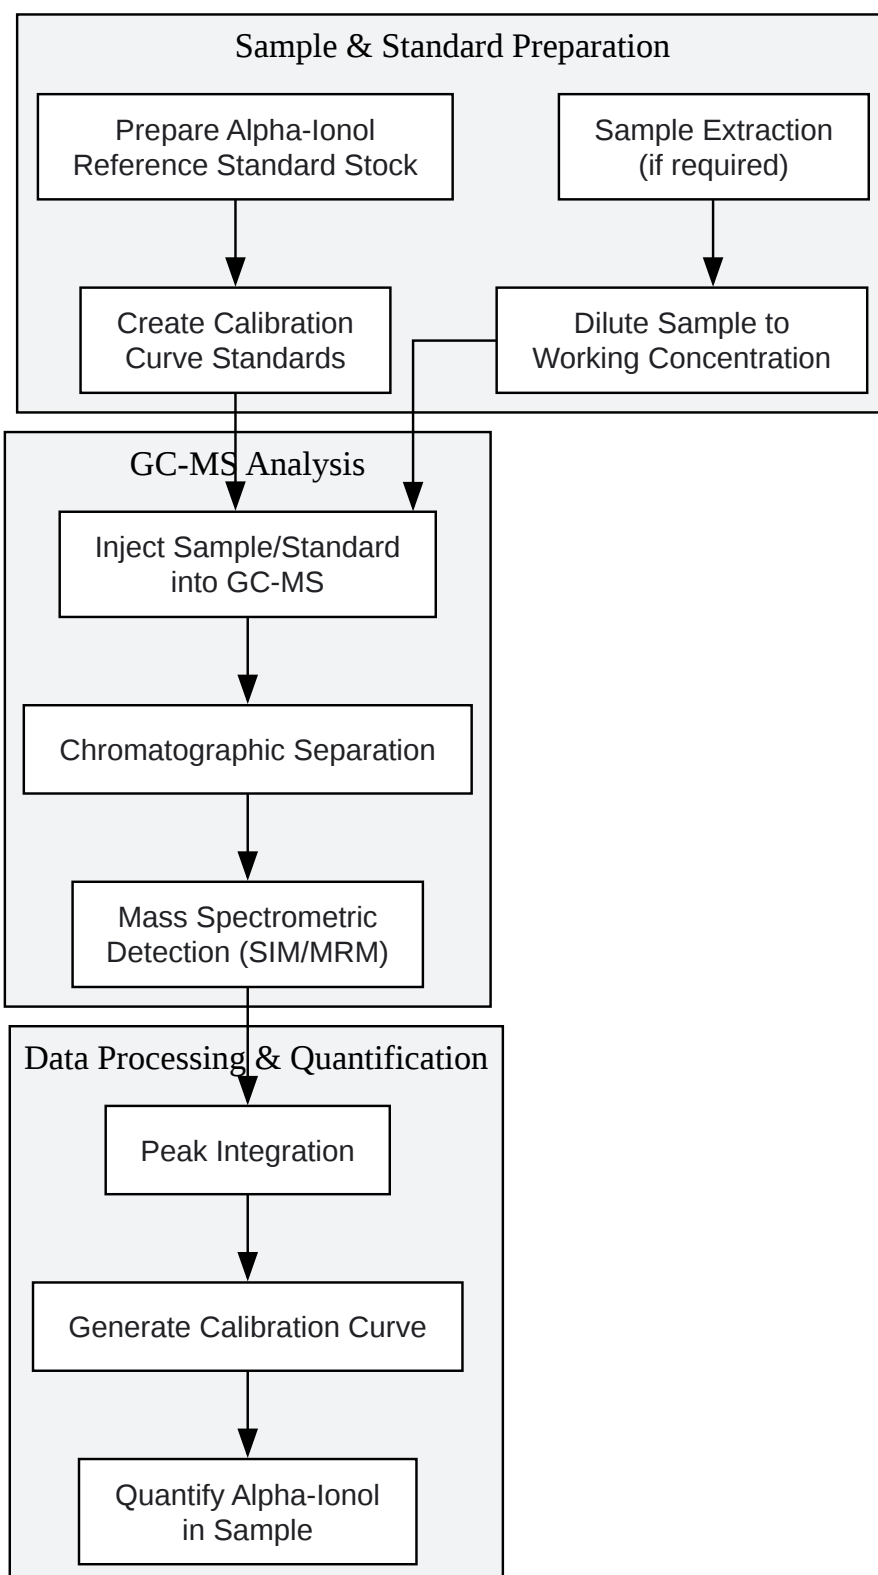 Sample & Standard Preparation
Prepare Alpha-Ionol
Reference Standard Stock
Sample Extraction
(if required)
Create Calibration
Curve Standards
Dilute Sample to
Working Concentration
GC-MS Analysis
Inject Sample/Standard
into GC-MS
Chromatographic Separation
Mass Spectrometric
Detection (SIM/MRM)
Data Processing & Quantification
Peak Integration
Generate Calibration Curve
Quantify Alpha-Ionol
in Sample